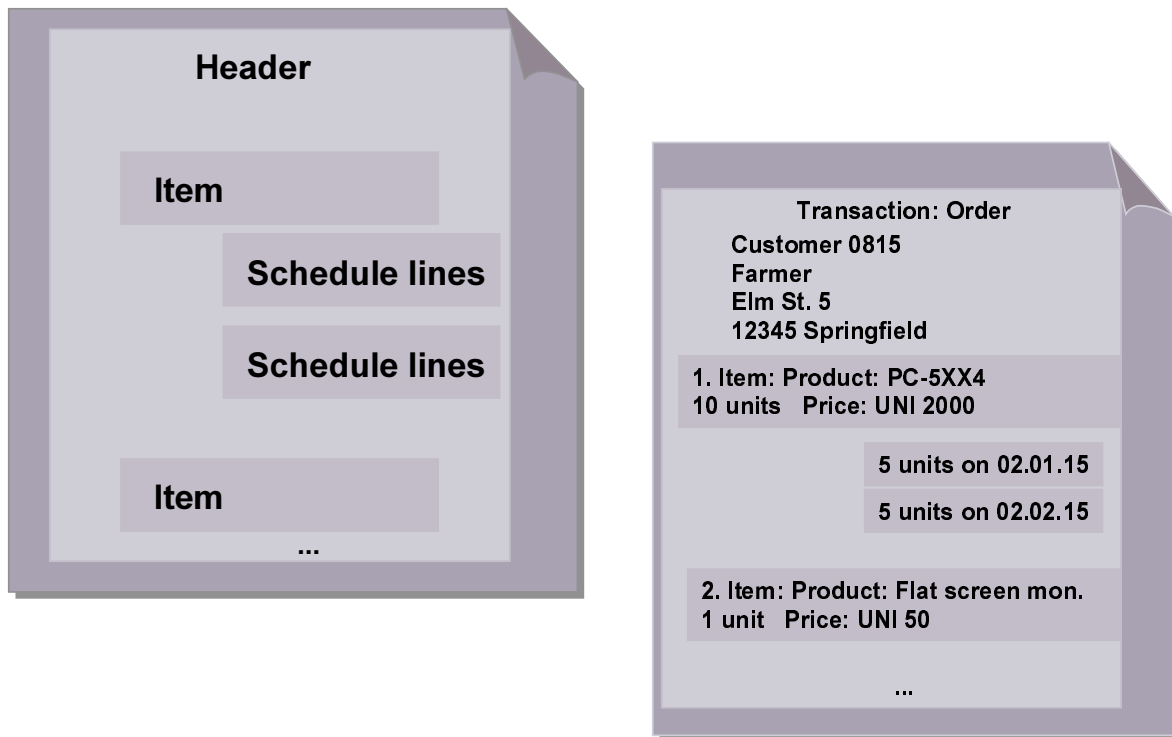 Header
Item
Schedule lines
Schedule lines
Item
...
Transaction: Order
Customer 0815
Farmer
Elm St. 5
12345 Springfield
1. Item: Product: PC-5XX4
10 units Price: UNI 2000
5 units on 02.01.15
5 units on 02.02.15
2. Item: Product: Flat screen mon.
1 unit Price: UNI 50
...